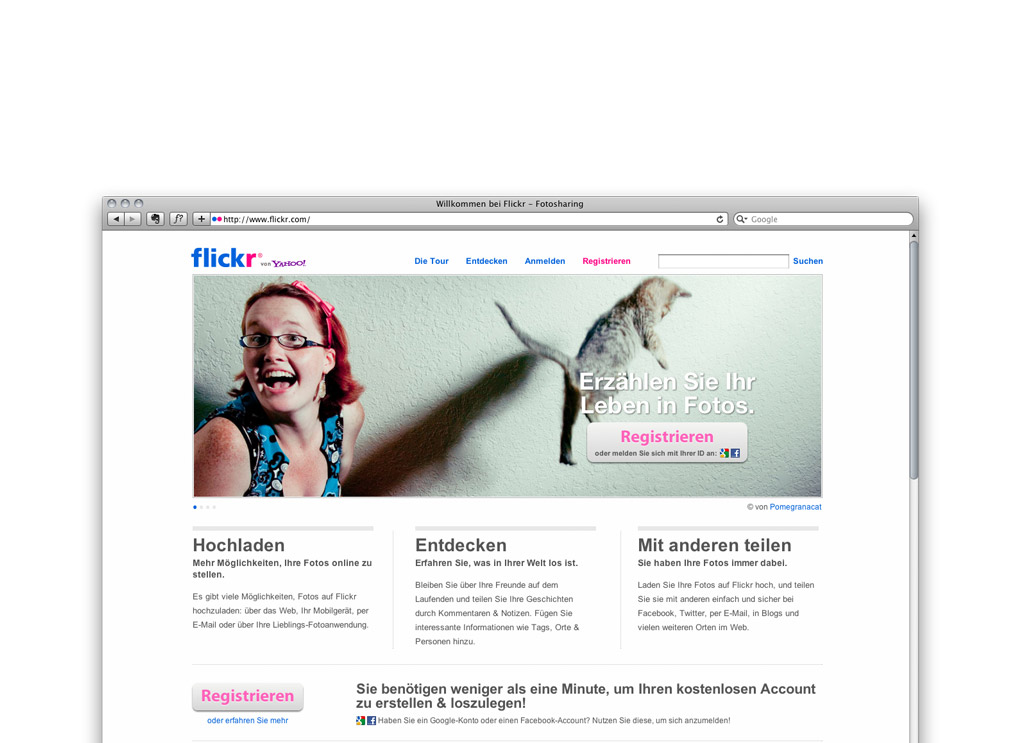 Willkommen bei Flickr – Fotosharing
http://www.flickr.com/
Google
flickr® von YAHOO!
Die Tour Entdecken Anmelden Registrieren Suchen
Erzählen Sie Ihr
Leben in Fotos.
Registrieren
oder melden Sie sich mit Ihrer ID an:
© von Pomegranacat
Hochladen
Mehr Möglichkeiten, Ihre Fotos online zu
stellen.
Es gibt viele Möglichkeiten, Fotos auf Flickr
hochzuladen: über das Web, Ihr Mobilgerät, per
E-Mail oder über Ihre Lieblings-Fotoanwendung.
Entdecken
Erfahren Sie, was in Ihrer Welt los ist.
Bleiben Sie über Ihre Freunde auf dem
Laufenden und teilen Sie Ihre Geschichten
durch Kommentaren & Notizen. Fügen Sie
interessante Informationen wie Tags, Orte &
Personen hinzu.
Mit anderen teilen
Sie haben Ihre Fotos immer dabei.
Laden Sie Ihre Fotos auf Flickr hoch, und teilen
Sie sie mit anderen einfach und sicher bei
Facebook, Twitter, per E-Mail, in Blogs und
vielen weiteren Orten im Web.
Registrieren
oder erfahren Sie mehr
Sie benötigen weniger als eine Minute, um Ihren kostenlosen Account
zu erstellen & loszulegen!
Haben Sie ein Google-Konto oder einen Facebook-Account? Nutzen Sie diese, um sich anzumelden!